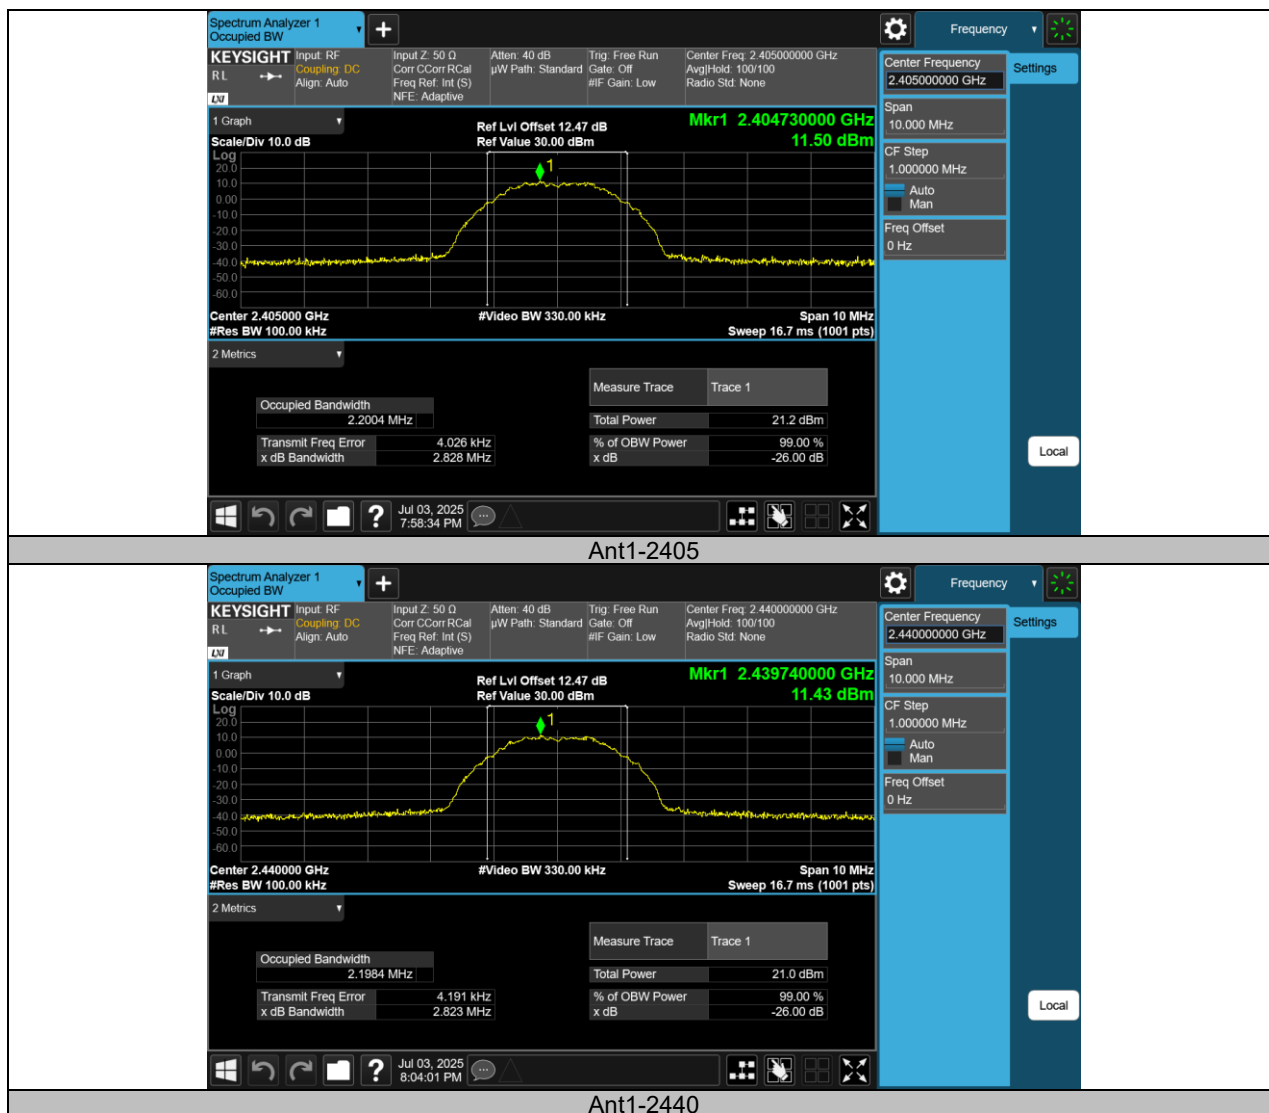 Spectrum Analyzer 1
Occupied BW
Frequency
KEYSIGHT
RL
LXI
Input: RF
Coupling: DC
Align: Auto
Input Z: 50 Ω
Corr CCorr RCal
Freq Ref: Int (S)
NFE: Adaptive
Atten: 40 dB
µW Path: Standard
Trig: Free Run
Gate: Off
#IF Gain: Low
Center Freq: 2.405000000 GHz
Avg|Hold: 100/100
Radio Std: None
Center Frequency
2.405000000 GHz
Settings
Span
10.000 MHz
CF Step
1.000000 MHz
Auto
Man
Freq Offset
0 Hz
Local
1 Graph
Scale/Div 10.0 dB
Ref Lvl Offset 12.47 dB
Ref Value 30.00 dBm
Mkr1 2.404730000 GHz
11.50 dBm
Log
20.0
10.0
0.00
-10.0
-20.0
-30.0
-40.0
-50.0
-60.0
1
Center 2.405000 GHz
#Video BW 330.00 kHz
Span 10 MHz
#Res BW 100.00 kHz
Sweep 16.7 ms (1001 pts)
2 Metrics
Measure Trace Trace 1
Occupied Bandwidth
2.2004 MHz
Total Power 21.2 dBm
Transmit Freq Error 4.026 kHz
% of OBW Power 99.00 %
x dB Bandwidth 2.828 MHz
x dB -26.00 dB
?
Jul 03, 2025
7:58:34 PM
Ant1-2405
Spectrum Analyzer 1
Occupied BW
Frequency
KEYSIGHT
RL
LXI
Input: RF
Coupling: DC
Align: Auto
Input Z: 50 Ω
Corr CCorr RCal
Freq Ref: Int (S)
NFE: Adaptive
Atten: 40 dB
µW Path: Standard
Trig: Free Run
Gate: Off
#IF Gain: Low
Center Freq: 2.440000000 GHz
Avg|Hold: 100/100
Radio Std: None
Center Frequency
2.440000000 GHz
Settings
Span
10.000 MHz
CF Step
1.000000 MHz
Auto
Man
Freq Offset
0 Hz
Local
1 Graph
Scale/Div 10.0 dB
Ref Lvl Offset 12.47 dB
Ref Value 30.00 dBm
Mkr1 2.439740000 GHz
11.43 dBm
Log
20.0
10.0
0.00
-10.0
-20.0
-30.0
-40.0
-50.0
-60.0
1
Center 2.440000 GHz
#Video BW 330.00 kHz
Span 10 MHz
#Res BW 100.00 kHz
Sweep 16.7 ms (1001 pts)
2 Metrics
Measure Trace Trace 1
Occupied Bandwidth
2.1984 MHz
Total Power 21.0 dBm
Transmit Freq Error 4.191 kHz
% of OBW Power 99.00 %
x dB Bandwidth 2.823 MHz
x dB -26.00 dB
?
Jul 03, 2025
8:04:01 PM
Ant1-2440